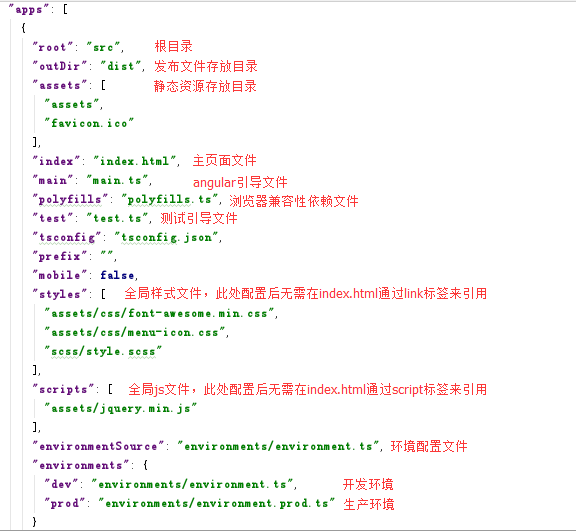 "apps": [
{
"root": "src", 根目录
"outDir": "dist", 发布文件存放目录
"assets": [ 静态资源存放目录
"assets",
"favicon.ico"
],
"index": "index.html", 主页面文件
"main": "main.ts", angular引导文件
"polyfills": "polyfills.ts", 浏览器兼容性依赖文件
"test": "test.ts", 测试引导文件
"tsconfig": "tsconfig.json",
"prefix": "",
"mobile": false,
"styles": [ 全局样式文件，此处配置后无需在index.html通过link标签来引用
"assets/css/font-awesome.min.css",
"assets/css/menu-icon.css",
"scss/style.scss"
],
"scripts": [ 全局js文件，此处配置后无需在index.html通过script标签来引用
"assets/jquery.min.js"
],
"environmentSource": "environments/environment.ts", 环境配置文件
"environments": {
"dev": "environments/environment.ts", 开发环境
"prod": "environments/environment.prod.ts" 生产环境
}